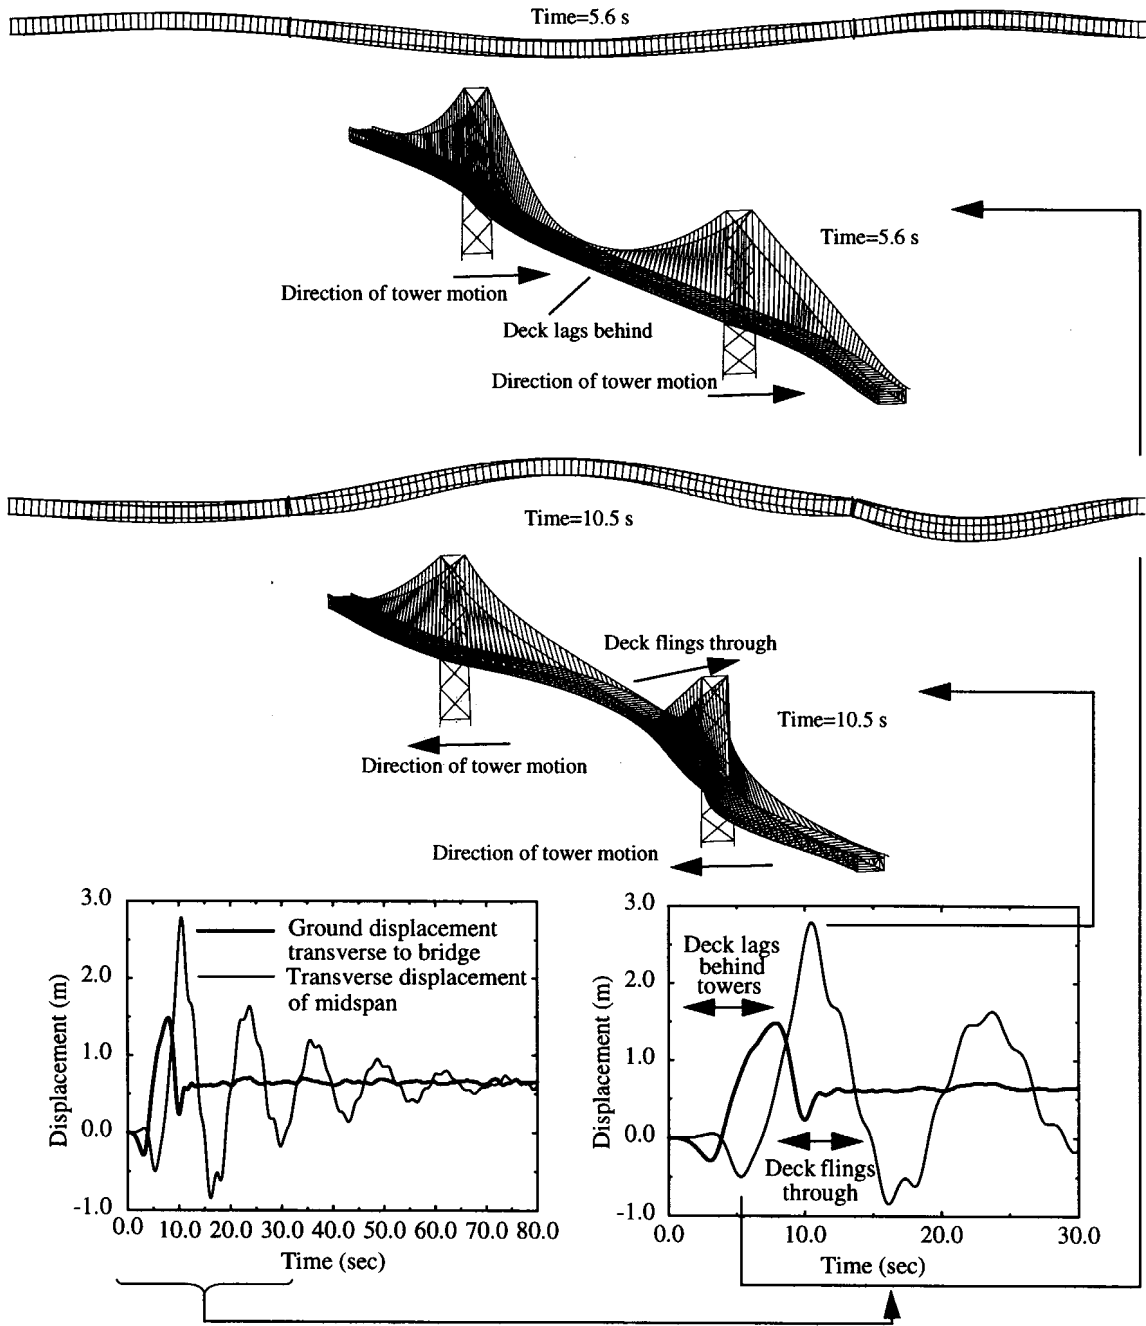 Time=5.6 s
Time=5.6 s
Direction of tower motion
Deck lags behind
Direction of tower motion
Time=10.5 s
Deck flings through
Time=10.5 s
Direction of tower motion
Direction of tower motion
3.0
2.0
1.0
0.0
-1.0
Displacement (m)
Ground displacement
transverse to bridge
Transverse displacement
of midspan
0.0 10.0 20.0 30.0 40.0 50.0 60.0 70.0 80.0
Time (sec)
3.0
2.0
1.0
0.0
-1.0
Displacement (m)
Deck lags
behind
towers
Deck flings
through
0.0 10.0 20.0 30.0
Time (sec)